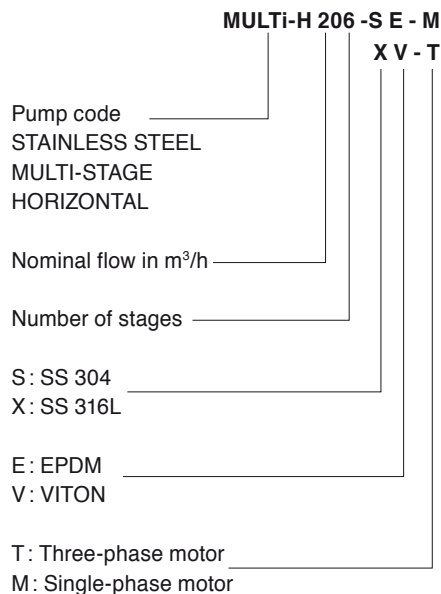 MULTi-H 206 -S E - M
X V - T
Pump code
STAINLESS STEEL
MULTI-STAGE
HORIZONTAL
Nominal flow in m³/h
Number of stages
S : SS 304
X : SS 316L
E : EPDM
V : VITON
T : Three-phase motor
M : Single-phase motor